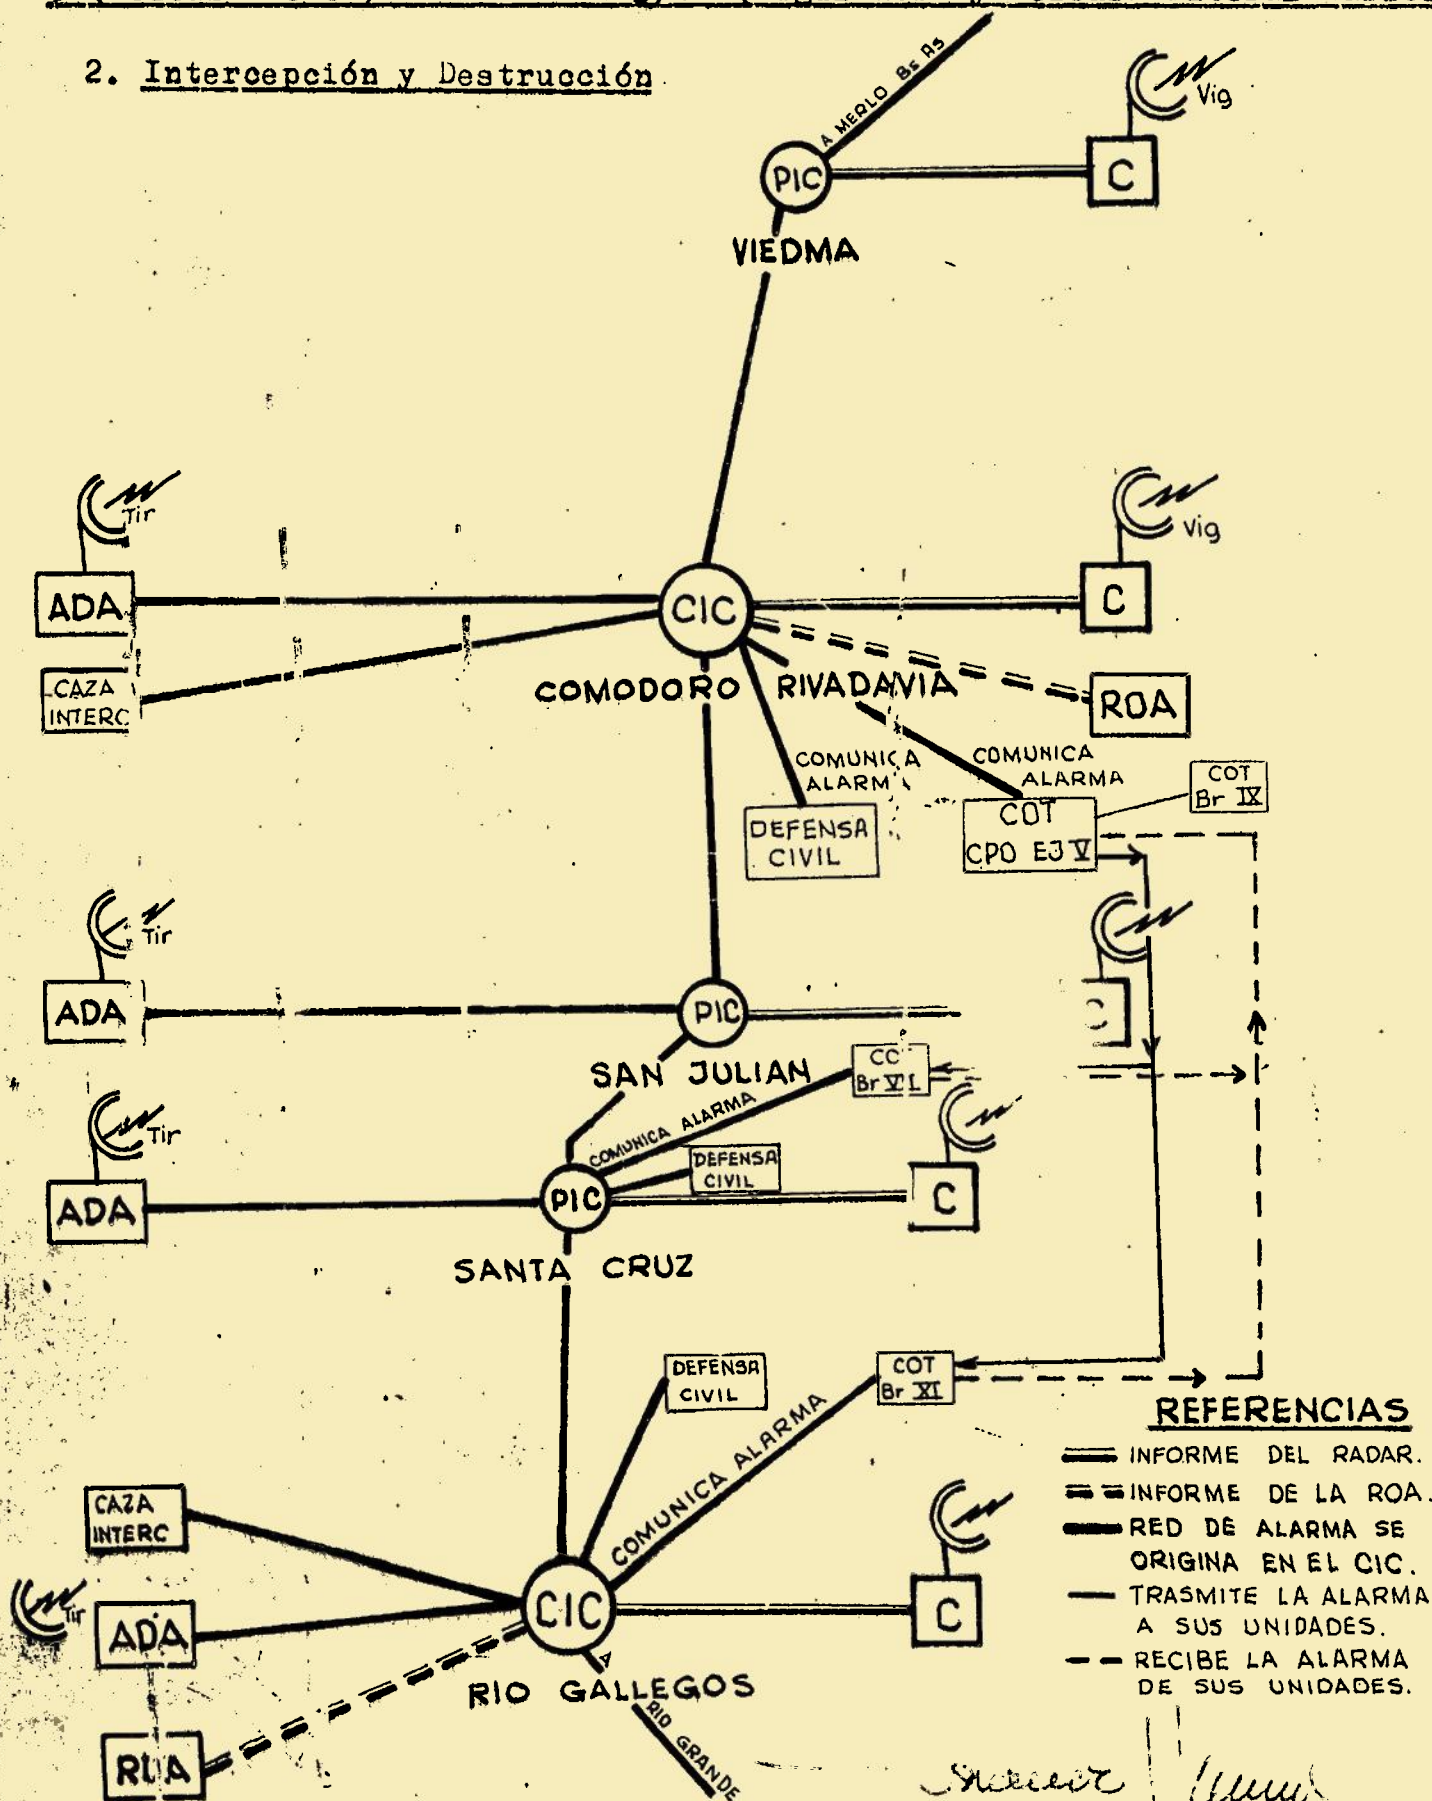 2. Intercepción y Destrucción
A MERLO Bs As
Vig
PIC
C
VIEDMA
Tir
Vig
ADA
CIC
C
CAZA
INTERC
COMODORO RIVADAVIA
ROA
COMUNICA
ALARMA
COMUNICA
ALARMA
COT
Br IX
DEFENSA
CIVIL
COT
CPO EJ V
Tir
ADA
PIC
C
SAN JULIAN
Br
COMUNICA ALARMA
Tir
DEFENSA
CIVIL
ADA
PIC
C
SANTA CRUZ
DEFENSA
CIVIL
COT
Br XI
COMUNICA ALARMA
CAZA
INTERC
Tir
ADA
CIC
C
RIO GALLEGOS
A
RIO GRANDE
REFERENCIAS
INFORME DEL RADAR.
INFORME DE LA ROA.
RED DE ALARMA SE
ORIGINA EN EL CIC.
TRASMITE LA ALARMA
A SUS UNIDADES.
RECIBE LA ALARMA
DE SUS UNIDADES.